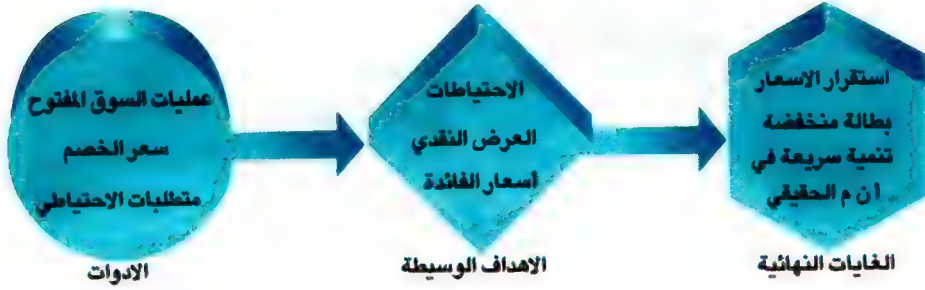 عمليات السوق المفتوح
سعر الخصم
متطلبات الاحتياطي
الادوات
الاحتياطات
العرض النقدي
أسعار الفائدة
الاهداف الوسيطة
استقرار الاسعار
بطالة منخفضة
تنمية سريعة في
أ ن م الحقيقي
الغايات النهائية